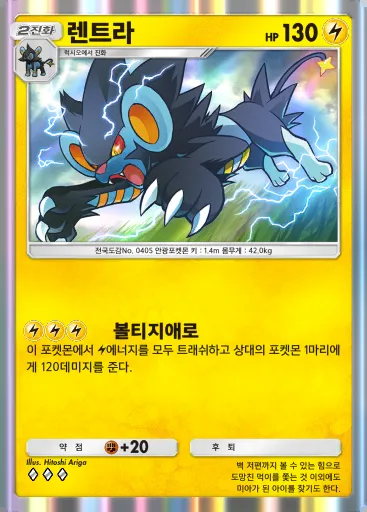 2진화 렌트라 HP 130
럭시오에서 진화
전국도감No. 0405 안광포켓몬 키 : 1.4m 몸무게 : 42.0kg
볼티지애로
이 포켓몬에서 에너지를 모두 트래쉬하고 상대의 포켓몬 1마리에
게 120데미지를 준다.
약 점 +20 후 퇴
Illus. Hitoshi Ariga
벽 저편까지 볼 수 있는 힘으로
도망친 먹이를 쫓는 것 이외에도
미아가 된 아이를 찾기도 한다.